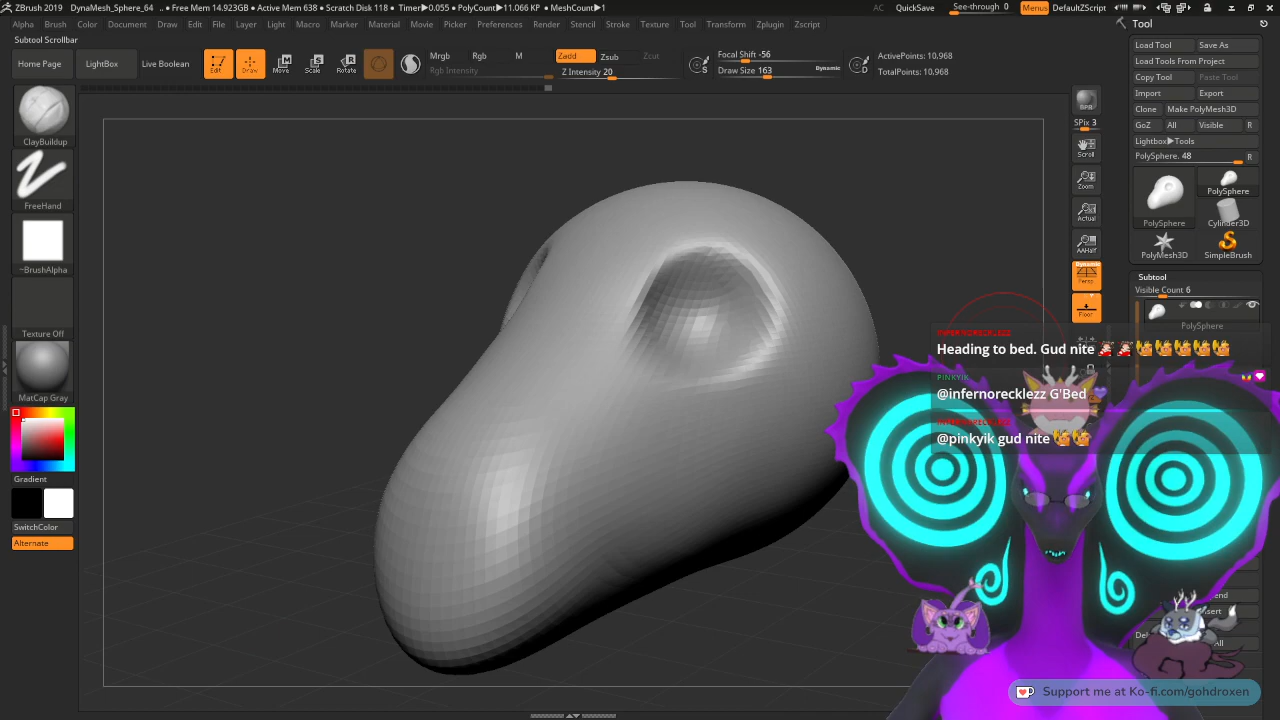 ZBrush 2019 DynaMesh_Sphere_64 .. • Free Mem 14.923GB • Active Mem 638 • Scratch Disk 118 • Timer▶0.055 • PolyCount▶11.066 KP • MeshCount▶1
AC QuickSave See-through 0 Menus DefaultZScript
Alpha Brush Color Document Draw Edit File Layer Light Macro Marker Material Movie Picker Preferences Render Stencil Stroke Texture Tool Transform Zplugin Zscript
Tool
Subtool Scrollbar
Home Page LightBox Live Boolean Edit Draw Move Scale Rotate
Mrgb Rgb M Zadd Zsub Zcut
Rgb Intensity Z Intensity 20
S Focal Shift -56
Draw Size 163 Dynamic
D ActivePoints: 10,968
TotalPoints: 10,968
Load Tool Save As
Load Tools From Project
Copy Tool Paste Tool
Import Export
Clone Make PolyMesh3D
GoZ All Visible R
Lightbox▶Tools
PolySphere. 48 R
PolySphere
PolySphere
Cylinder3D
PolyMesh3D SimpleBrush
Subtool
Visible Count 6
PolySphere
ClayBuildup
FreeHand
~BrushAlpha
Texture Off
MatCap Gray
Gradient
SwitchColor
Alternate
BPR
SPix 3
Scroll
Zoom
Actual
AAHalf
Dynamic
Persp
Floor
INFERNORECKLEZZ
Heading to bed. Gud nite
PINKYIK
@infernorecklezz G'Bed
INFERNORECKLEZZ
@pinkyik gud nite
Support me at Ko-fi.com/gohdroxen